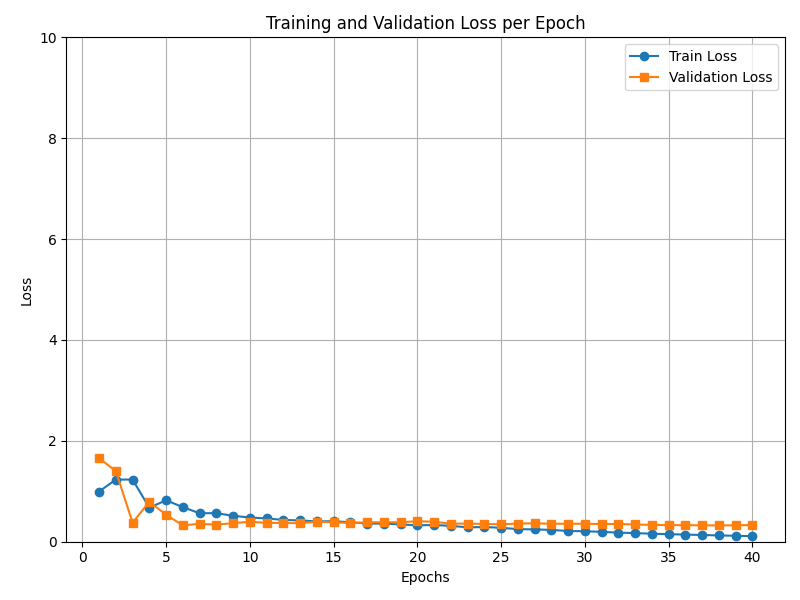 Training and Validation Loss per Epoch
Train Loss
Validation Loss
10
8
6
4
2
0
Loss
0 5 10 15 20 25 30 35 40
Epochs